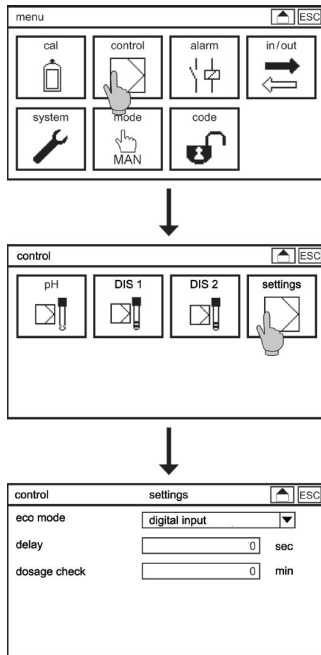 menu ESC
cal control alarm in/out
system mode code
MAN
control ESC
pH DIS 1 DIS 2 settings
control settings ESC
eco mode digital input
delay 0 sec
dosage check 0 min